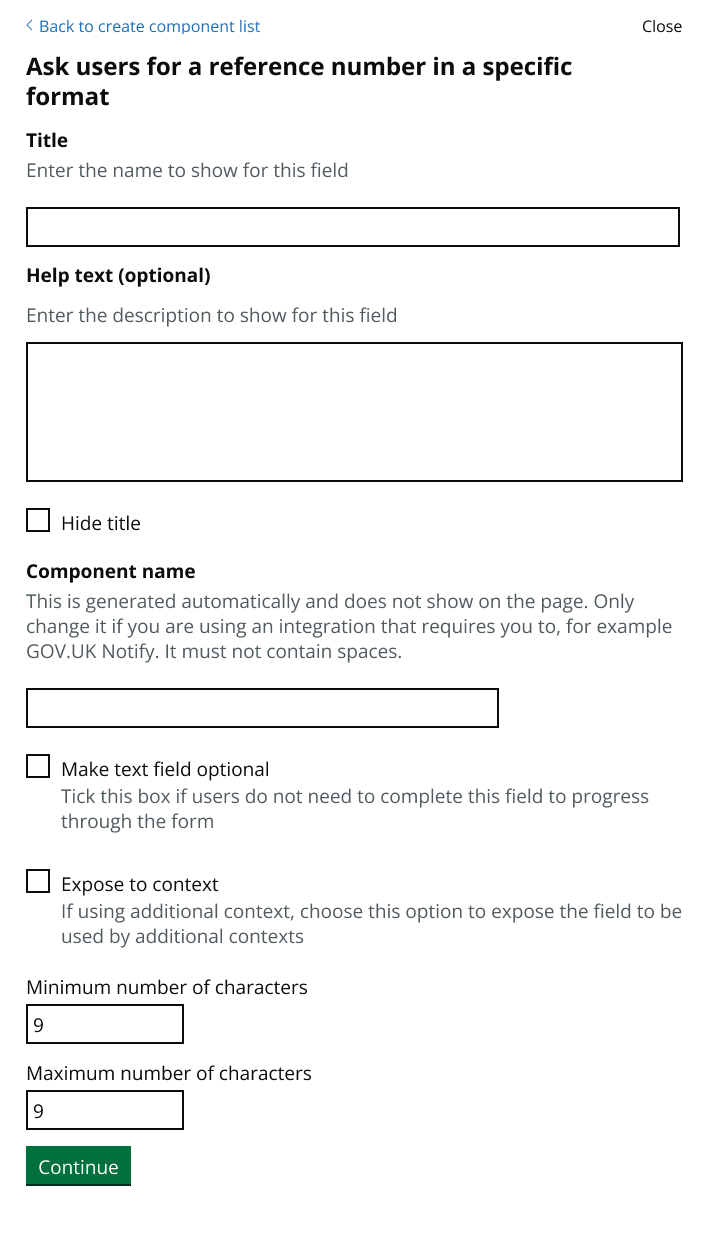 Back to create component list
Close
Ask users for a reference number in a specific
format
Title
Enter the name to show for this field
Help text (optional)
Enter the description to show for this field
Hide title
Component name
This is generated automatically and does not show on the page. Only
change it if you are using an integration that requires you to, for example
GOV.UK Notify. It must not contain spaces.
Make text field optional
Tick this box if users do not need to complete this field to progress
through the form
Expose to context
If using additional context, choose this option to expose the field to be
used by additional contexts
Minimum number of characters
9
Maximum number of characters
9
Continue